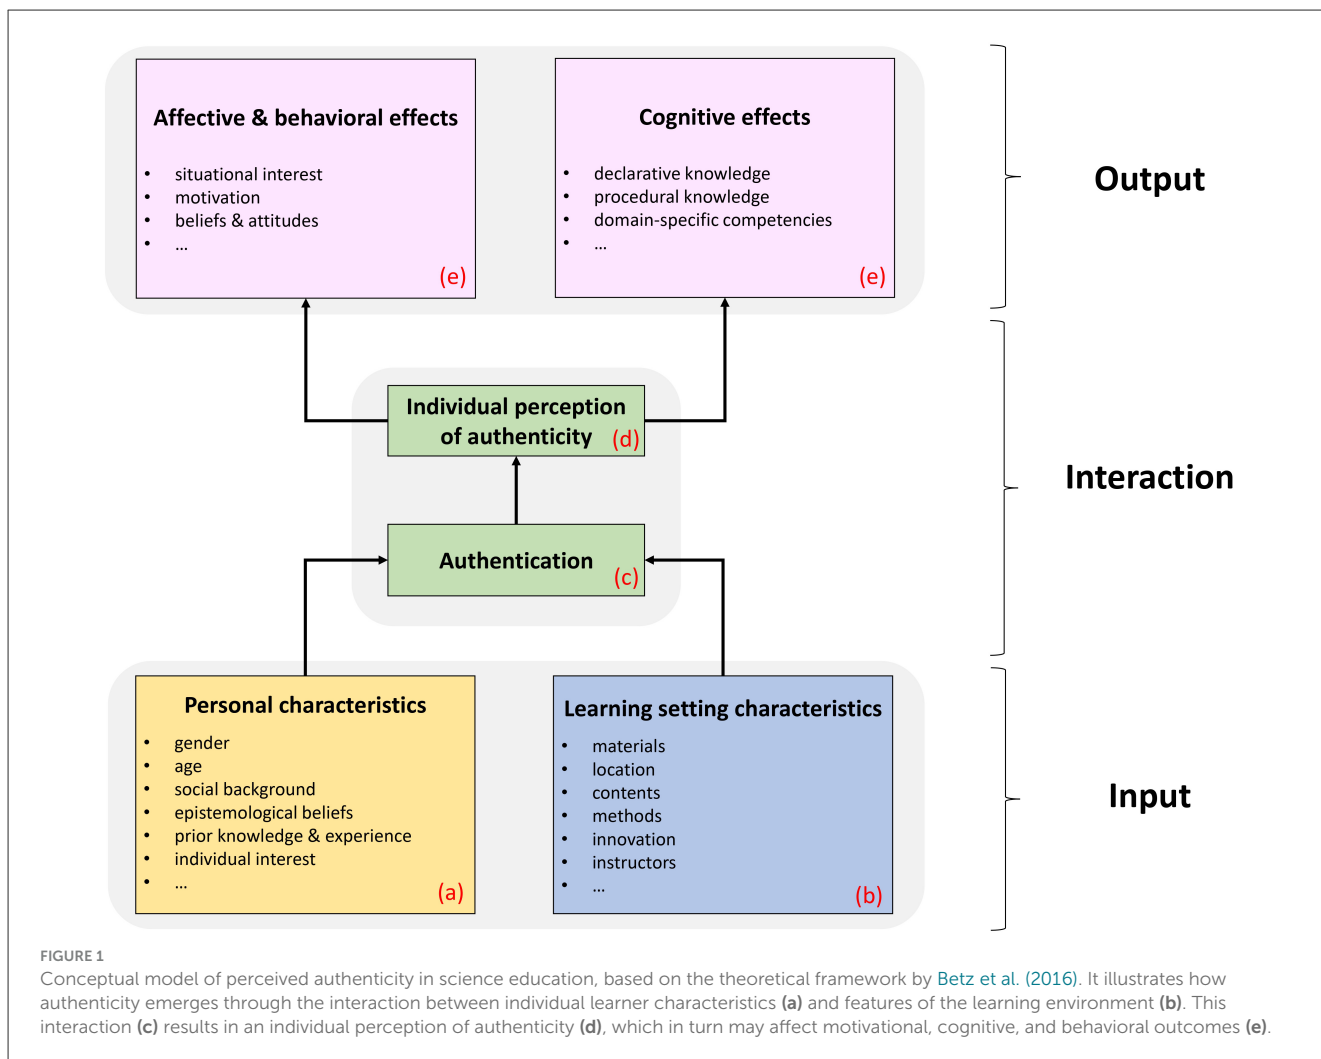 Affective & behavioral effects
• situational interest
• motivation
• beliefs & attitudes
• ...
(e)
Cognitive effects
• declarative knowledge
• procedural knowledge
• domain-specific competencies
• ...
(e)
Output
Individual perception
of authenticity
(d)
Interaction
Authentication
(c)
Personal characteristics
• gender
• age
• social background
• epistemological beliefs
• prior knowledge & experience
• individual interest
• ...
(a)
Learning setting characteristics
• materials
• location
• contents
• methods
• innovation
• instructors
• ...
(b)
Input
FIGURE 1
Conceptual model of perceived authenticity in science education, based on the theoretical framework by Betz et al. (2016). It illustrates how
authenticity emerges through the interaction between individual learner characteristics (a) and features of the learning environment (b). This
interaction (c) results in an individual perception of authenticity (d), which in turn may affect motivational, cognitive, and behavioral outcomes (e).